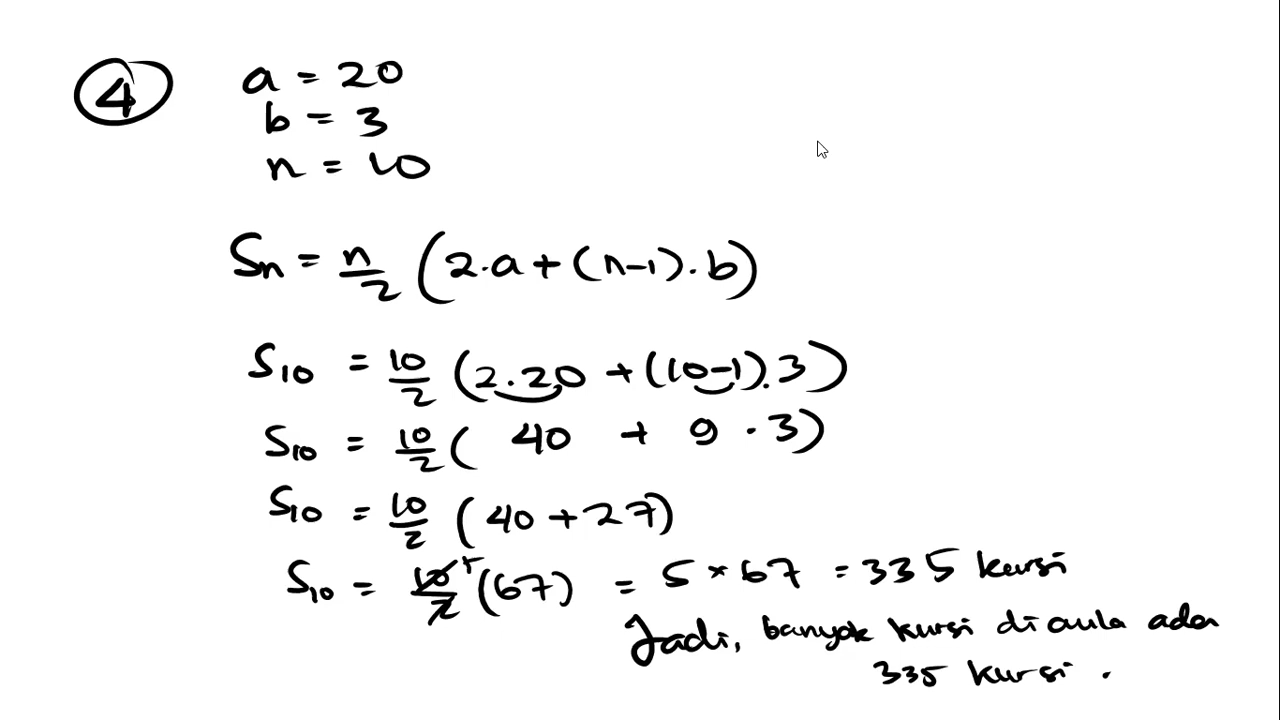 4
a = 20
b = 3
n = 10
Sn = n/2 (2·a + (n-1)·b)
S10 = 10/2 (2·20 + (10-1).3)
S10 = 10/2 ( 40 + 9 · 3)
S10 = 10/2 (40 + 27)
S10 = 10/2 5 (67) = 5 × 67 = 335 kursi
Jadi, banyak kursi di aula ada
335 kursi .